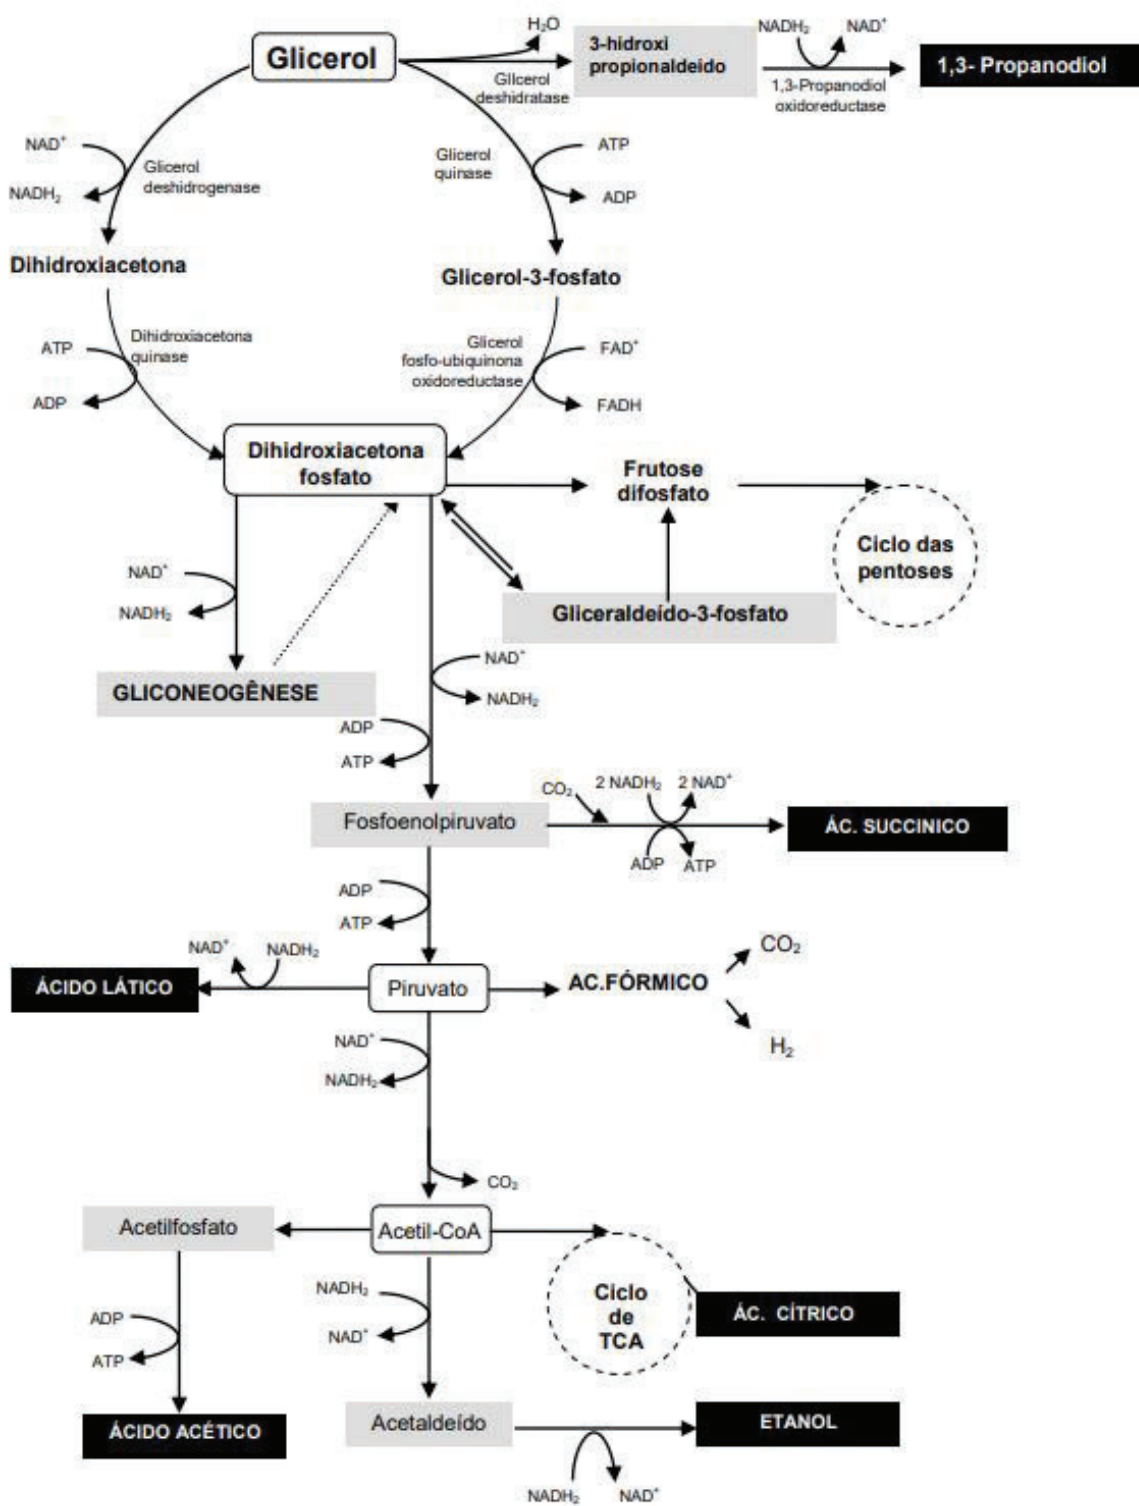 H₂O
NADH₂
NAD⁺
Glicerol
3-hidroxi
propionaldeído
1,3- Propanodiol
Glicerol
deshidratase
1,3-Propanodiol
oxidoreductase
NAD⁺
NADH₂
Glicerol
deshidrogenase
Glicerol
quinase
ATP
ADP
Dihidroxiacetona
Glicerol-3-fosfato
ATP
ADP
Dihidroxiacetona
quinase
Glicerol
fosfo-ubiquinona
oxidoreductase
FAD⁺
FADH
Dihidroxiacetona
fosfato
Frutose
difosfato
Ciclo das
pentoses
NAD⁺
NADH₂
Gliceraldeído-3-fosfato
GLICONEOGÊNESE
NAD⁺
NADH₂
ADP
ATP
Fosfoenolpiruvato
CO₂
2 NADH₂
2 NAD⁺
ADP
ATP
ÁC. SUCCINICO
ADP
ATP
NAD⁺
NADH₂
ÁCIDO LÁTICO
Piruvato
AC.FÓRMICO
CO₂
H₂
NAD⁺
NADH₂
CO₂
Acetilfosfato
Acetil-CoA
NADH₂
NAD⁺
Ciclo
de
TCA
ÁC. CÍTRICO
ADP
ATP
ÁCIDO ACÉTICO
Acetaldeído
ETANOL
NADH₂
NAD⁺